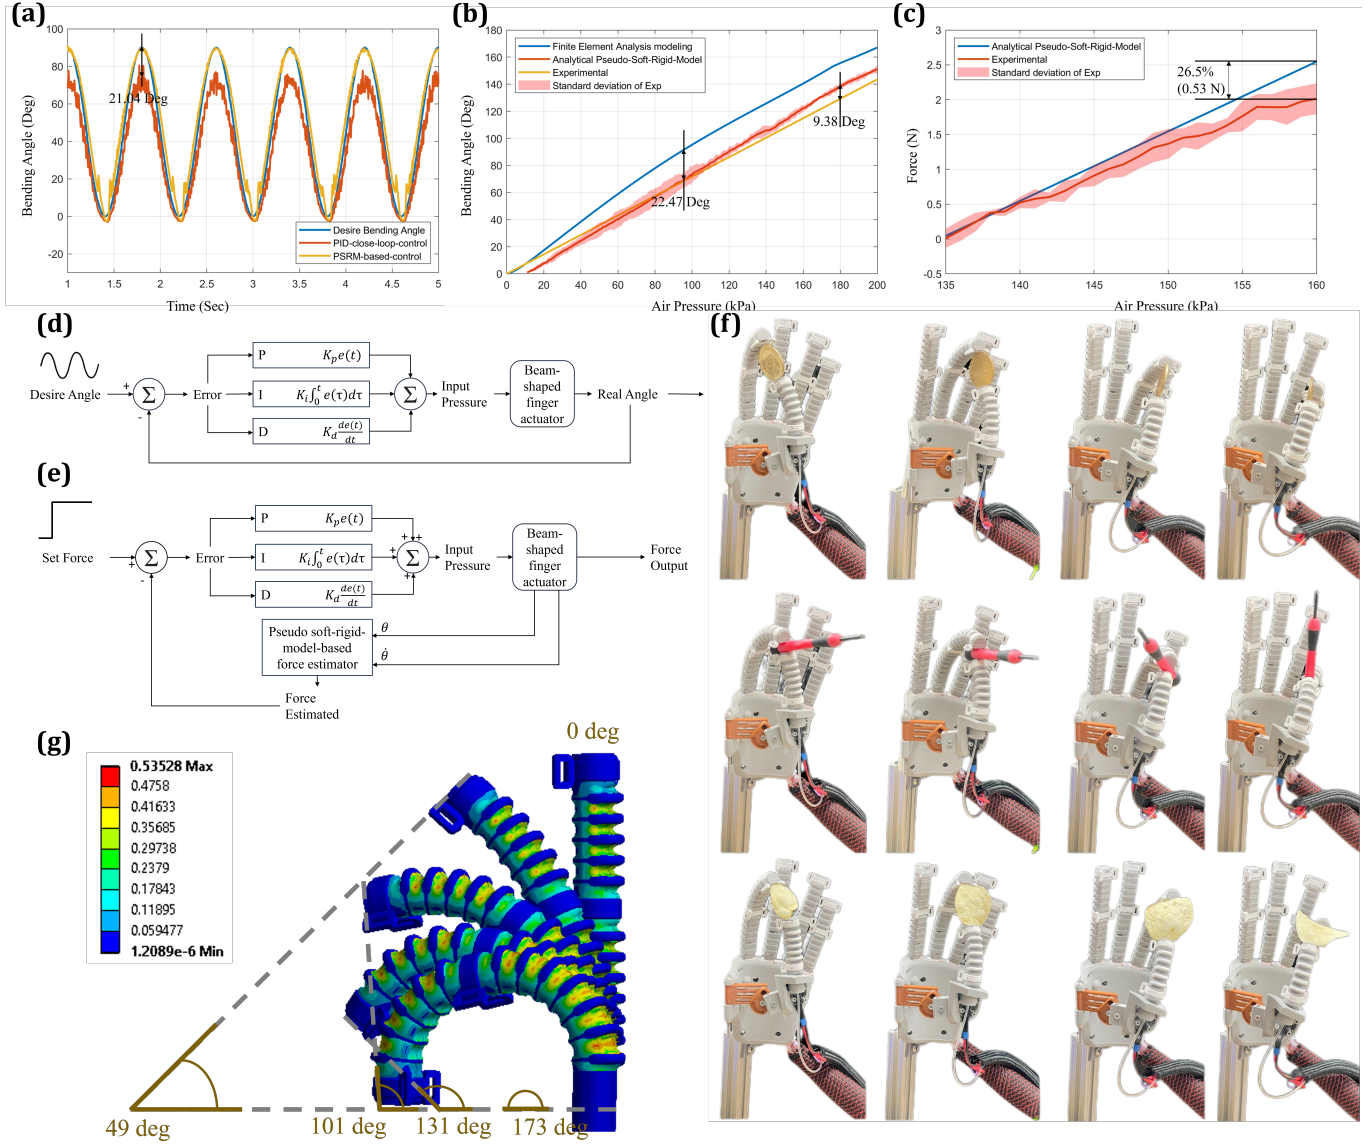 (a)
100
90
80
60
40
20
0
-20
Bending Angle (Deg)
21.04 Deg
Desire Bending Angle
PID-close-loop-control
PSRM-based-control
1
1.5
2
2.5
3
3.5
4
4.5
5
Time (Sec)
(b)
180
160
140
120
100
80
60
40
20
0
Bending Angle (Deg)
Finite Element Analysis modeling
Analytical Pseudo-Soft-Rigid-Model
Experimental
Standard deviation of Exp
22.47 Deg
9.38 Deg
0
20
40
60
80
100
120
140
160
180
200
Air Pressure (kPa)
(c)
3
2.5
2
1.5
1
0.5
0
-0.5
Force (N)
Analytical Pseudo-Soft-Rigid-Model
Experimental
Standard deviation of Exp
26.5%
(0.53 N)
135
140
145
150
155
160
Air Pressure (kPa)
(d)
Desire Angle
+
-
Σ
Error
P K_p e(t)
I K_i ∫_0^t e(τ)dτ
D K_d de(t)/dt
Σ
Input
Pressure
Beam-
shaped
finger
actuator
Real Angle
(e)
Set Force
+
-
Σ
Error
P K_p e(t)
I K_i ∫_0^t e(τ)dτ
D K_d de(t)/dt
+
+
+
+
Σ
Input
Pressure
Beam-
shaped
finger
actuator
Force
Output
Pseudo soft-rigid-
model-based
force estimator
θ
θ̇
Force
Estimated
(f)
(g)
0.53528 Max
0.4758
0.41633
0.35685
0.29738
0.2379
0.17843
0.11895
0.059477
1.2089e-6 Min
0 deg
49 deg
101 deg
131 deg
173 deg